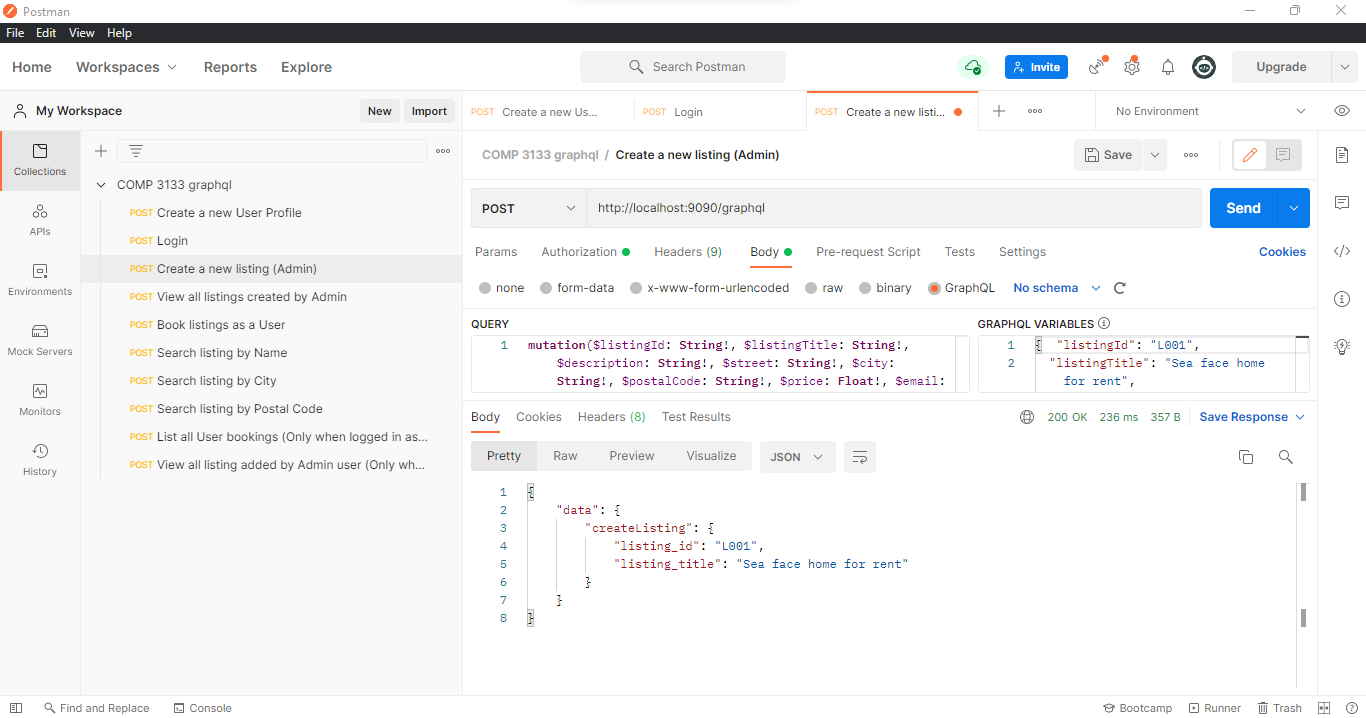 Postman
File Edit View Help
Home Workspaces Reports Explore Search Postman Invite Upgrade
My Workspace New Import
POST Create a new Us... POST Login POST Create a new listi... No Environment
Collections
APIs
Environments
Mock Servers
Monitors
History
COMP 3133 graphql
POST Create a new User Profile
POST Login
POST Create a new listing (Admin)
POST View all listings created by Admin
POST Book listings as a User
POST Search listing by Name
POST Search listing by City
POST Search listing by Postal Code
POST List all User bookings (Only when logged in as...
POST View all listing added by Admin user (Only wh...
COMP 3133 graphql / Create a new listing (Admin) Save
POST http://localhost:9090/graphql Send
Params Authorization Headers (9) Body Pre-request Script Tests Settings Cookies
none form-data x-www-form-urlencoded raw binary GraphQL No schema
QUERY
1 mutation($listingId: String!, $listingTitle: String!,
$description: String!, $street: String!, $city:
String!, $postalCode: String!, $price: Float!, $email:
GRAPHQL VARIABLES
1 { "listingId": "L001",
2 "listingTitle": "Sea face home
for rent",
Body Cookies Headers (8) Test Results 200 OK 236 ms 357 B Save Response
Pretty Raw Preview Visualize JSON
1 {
2 "data": {
3 "createListing": {
4 "listing_id": "L001",
5 "listing_title": "Sea face home for rent"
6 }
7 }
8 }
Find and Replace Console Bootcamp Runner Trash